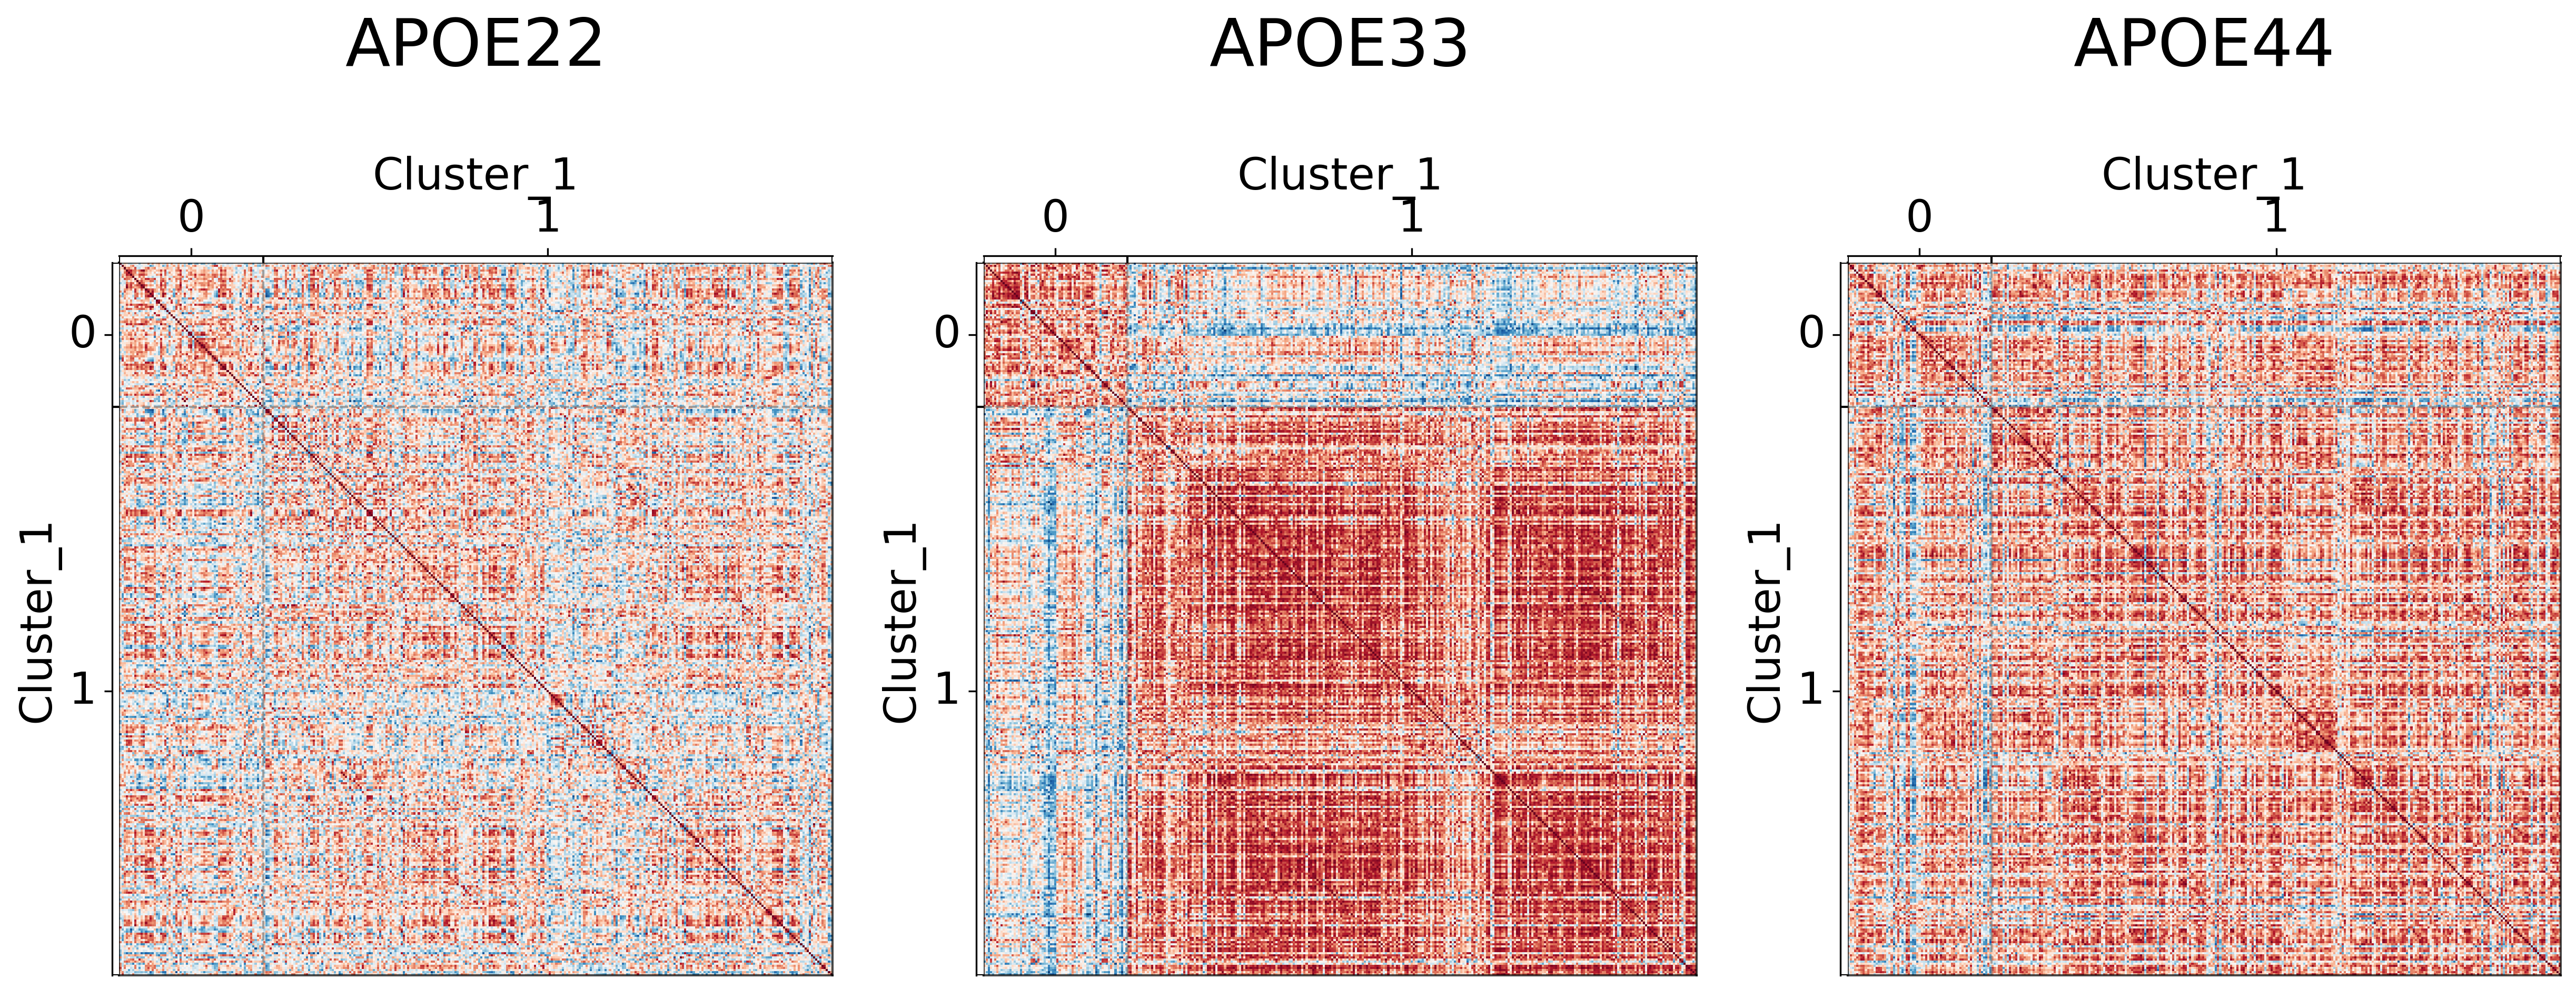 APOE22 APOE33 APOE44
Cluster_1 Cluster_1 Cluster_1
0 1 0 1 0 1
0 0 0
Cluster_1 Cluster_1 Cluster_1
1 1 1